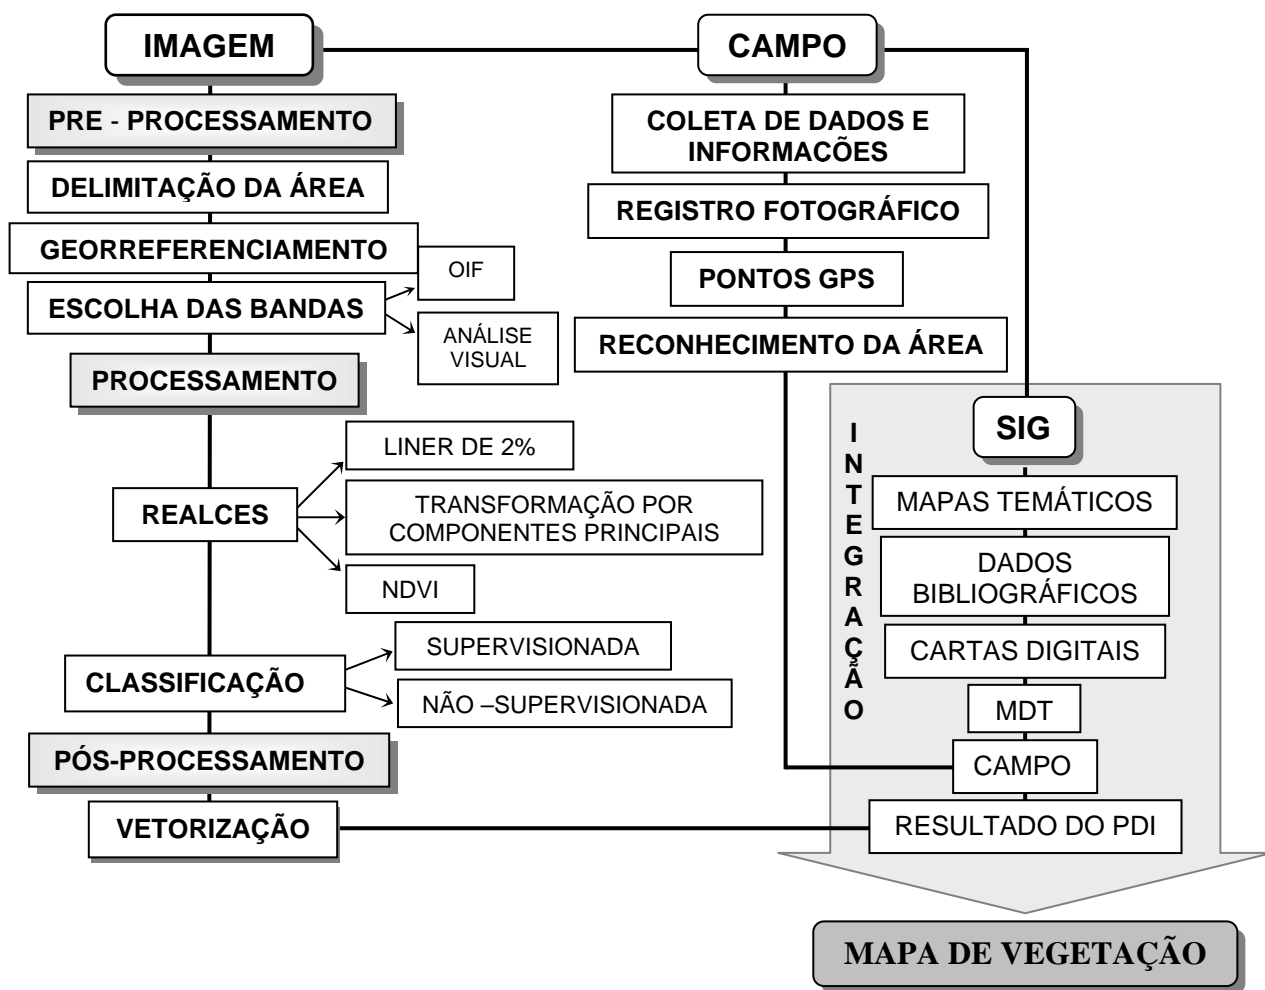 IMAGEM
PRE - PROCESSAMENTO
DELIMITAÇÃO DA ÁREA
GEORREFERENCIAMENTO
ESCOLHA DAS BANDAS
OIF
ANÁLISE
VISUAL
PROCESSAMENTO
REALCES
LINER DE 2%
TRANSFORMAÇÃO POR
COMPONENTES PRINCIPAIS
NDVI
CLASSIFICAÇÃO
SUPERVISIONADA
NÃO –SUPERVISIONADA
PÓS-PROCESSAMENTO
VETORIZAÇÃO
CAMPO
COLETA DE DADOS E
INFORMACÕES
REGISTRO FOTOGRÁFICO
PONTOS GPS
RECONHECIMENTO DA ÁREA
INTEGRAÇÃO
SIG
MAPAS TEMÁTICOS
DADOS
BIBLIOGRÁFICOS
CARTAS DIGITAIS
MDT
CAMPO
RESULTADO DO PDI
MAPA DE VEGETAÇÃO